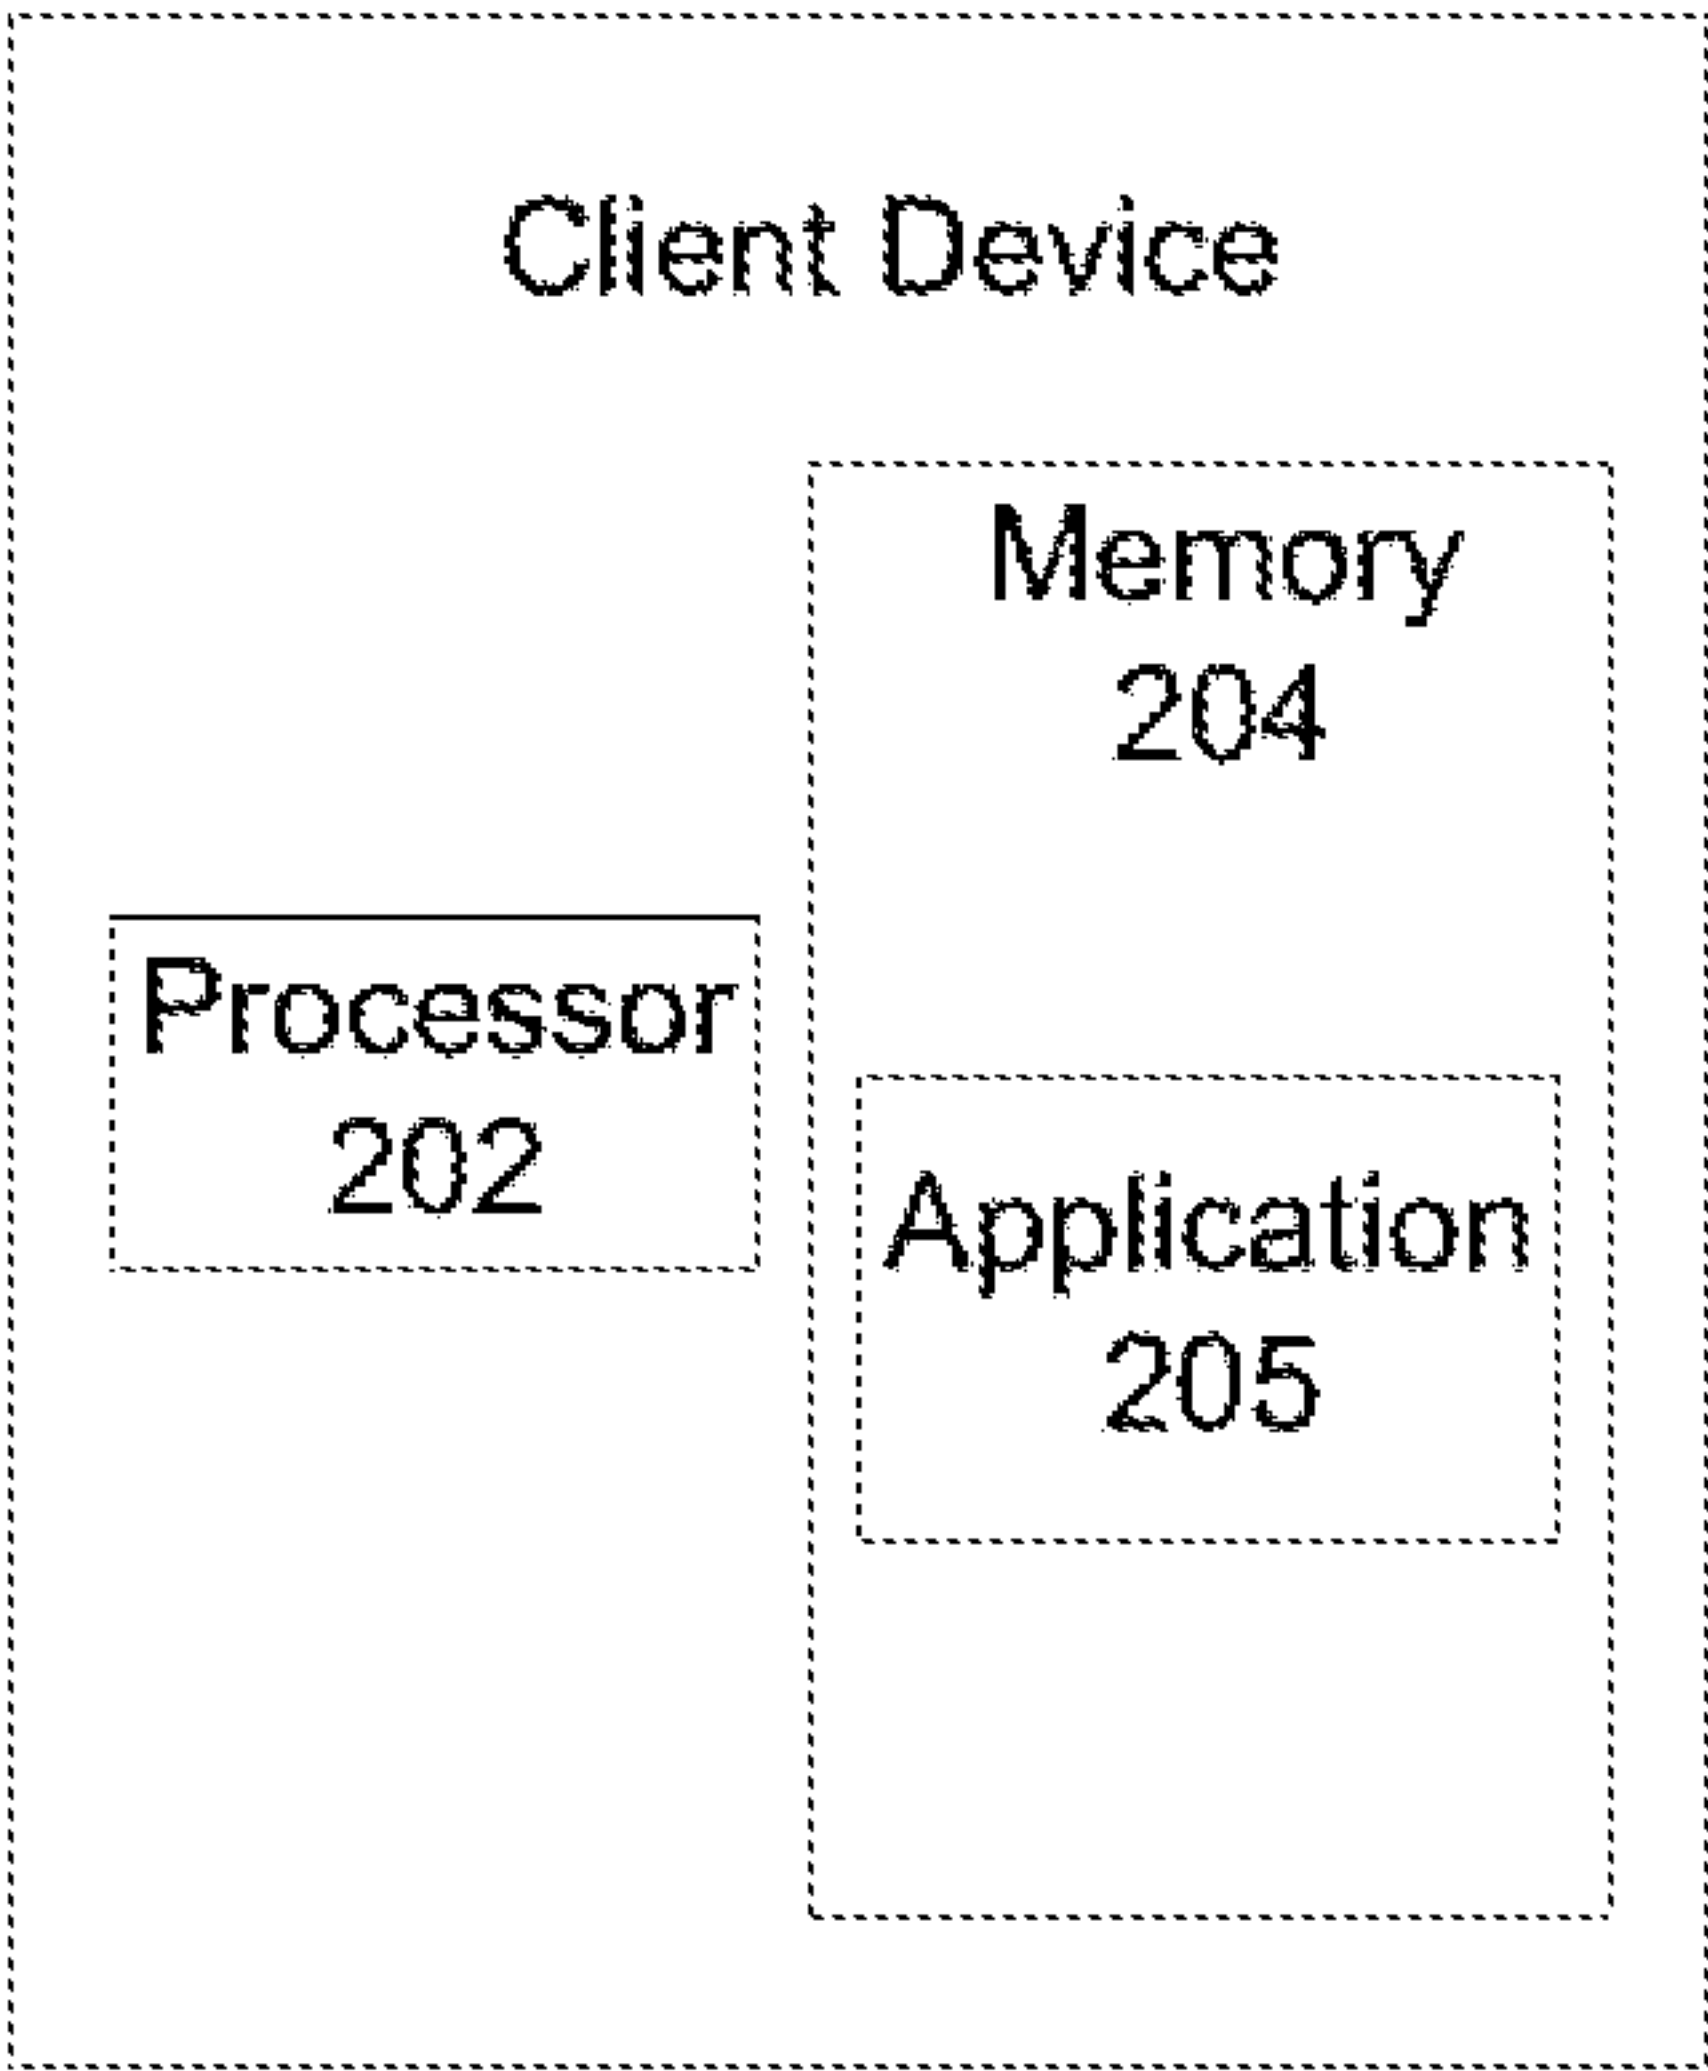 Client Device
Memory
204
Processor
202
Application
205